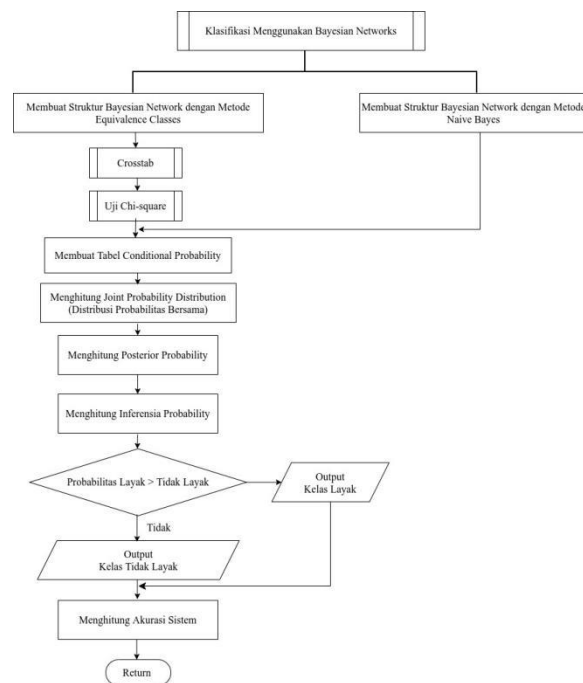 Klasifikasi Menggunakan Bayesian Networks
Membuat Struktur Bayesian Network dengan Metode
Equivalence Classes
Membuat Struktur Bayesian Network dengan Metode
Naive Bayes
Crosstab
Uji Chi-square
Membuat Tabel Conditional Probability
Menghitung Joint Probability Distribution
(Distribusi Probabilitas Bersama)
Menghitung Posterior Probability
Menghitung Inferensia Probability
Probabilitas Layak > Tidak Layak
Output
Kelas Layak
Tidak
Output
Kelas Tidak Layak
Menghitung Akurasi Sistem
Return